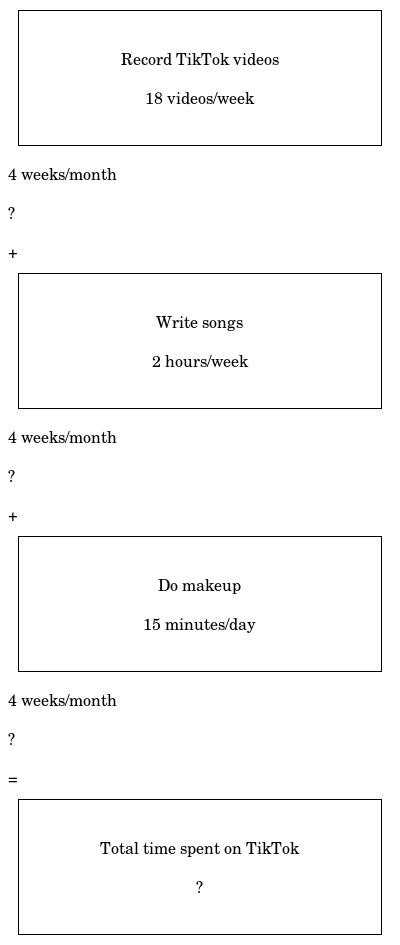 Record TikTok videos
18 videos/week
4 weeks/month
?
+
Write songs
2 hours/week
4 weeks/month
?
+
Do makeup
15 minutes/day
4 weeks/month
?
=
Total time spent on TikTok
?